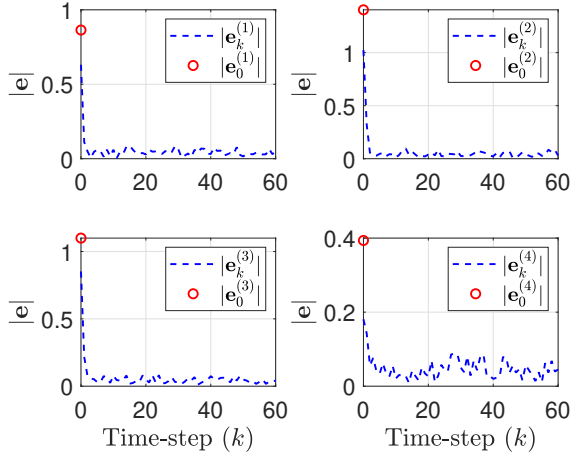 |e|
1
0.5
0
0 20 40 60
|e_k^(1)|
|e_0^(1)|
|e|
1
0.5
0
0 20 40 60
|e_k^(2)|
|e_0^(2)|
|e|
1
0.5
0
0 20 40 60
Time-step (k)
|e_k^(3)|
|e_0^(3)|
|e|
0.4
0.2
0
0 20 40 60
Time-step (k)
|e_k^(4)|
|e_0^(4)|